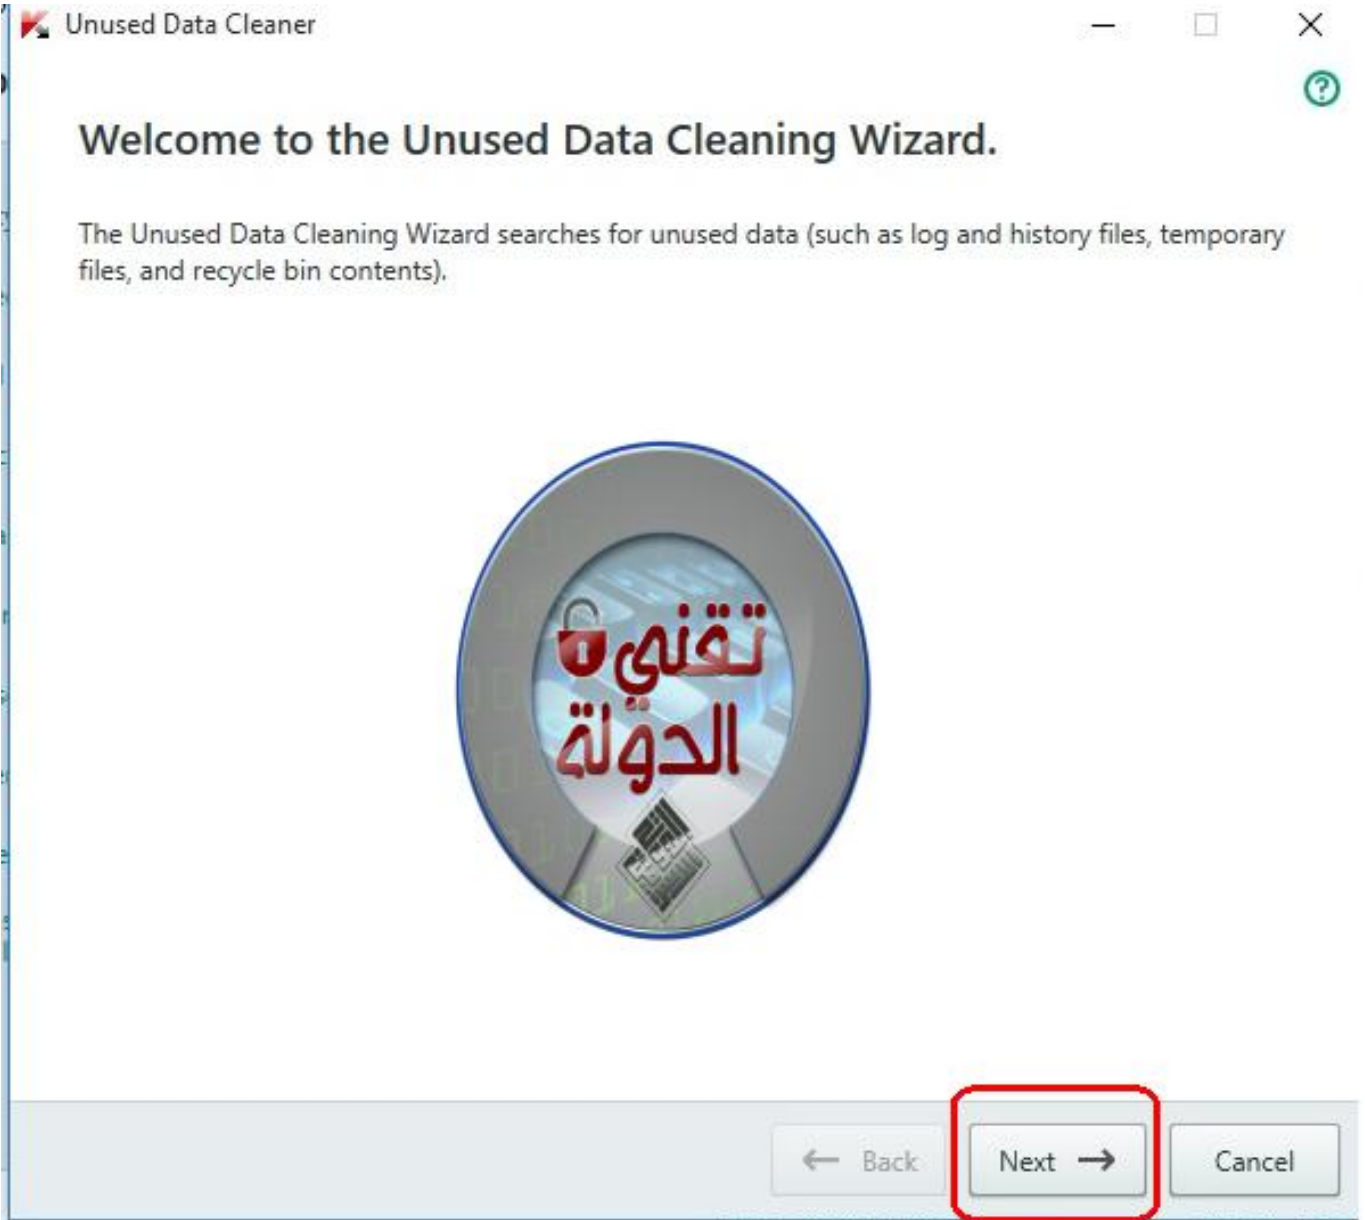 Unused Data Cleaner
Welcome to the Unused Data Cleaning Wizard.
The Unused Data Cleaning Wizard searches for unused data (such as log and history files, temporary
files, and recycle bin contents).
تقني
الدولة
Back
Next
Cancel